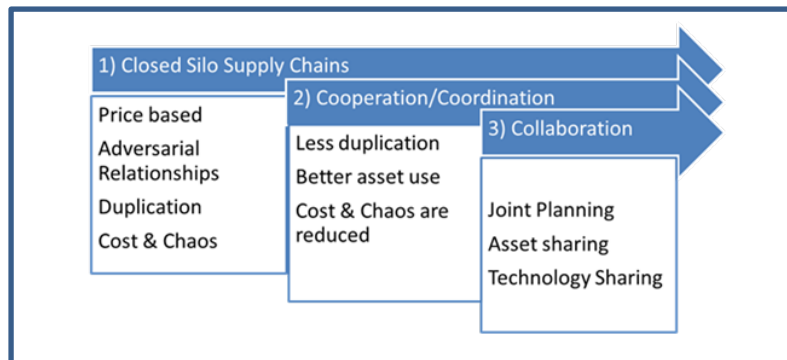 1) Closed Silo Supply Chains
Price based
Adversarial
Relationships
Duplication
Cost & Chaos
2) Cooperation/Coordination
Less duplication
Better asset use
Cost & Chaos are
reduced
3) Collaboration
Joint Planning
Asset sharing
Technology Sharing